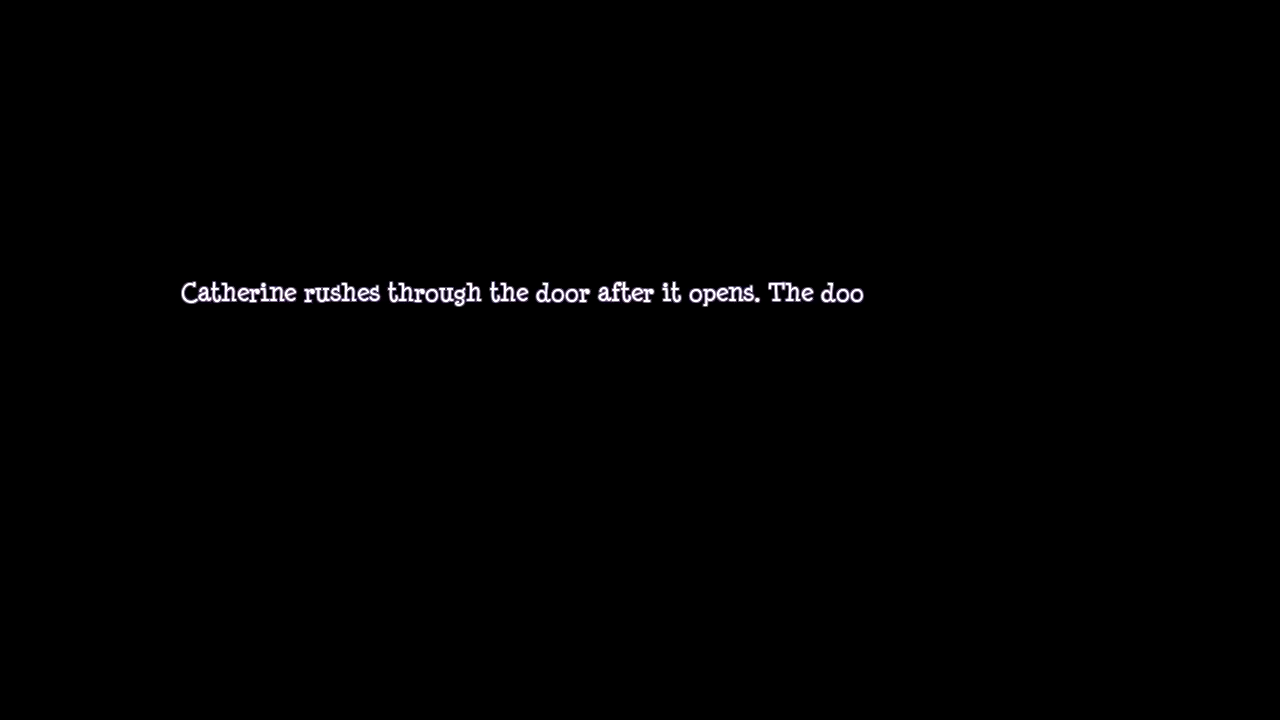 Catherine rushes through the door after it opens. The doo